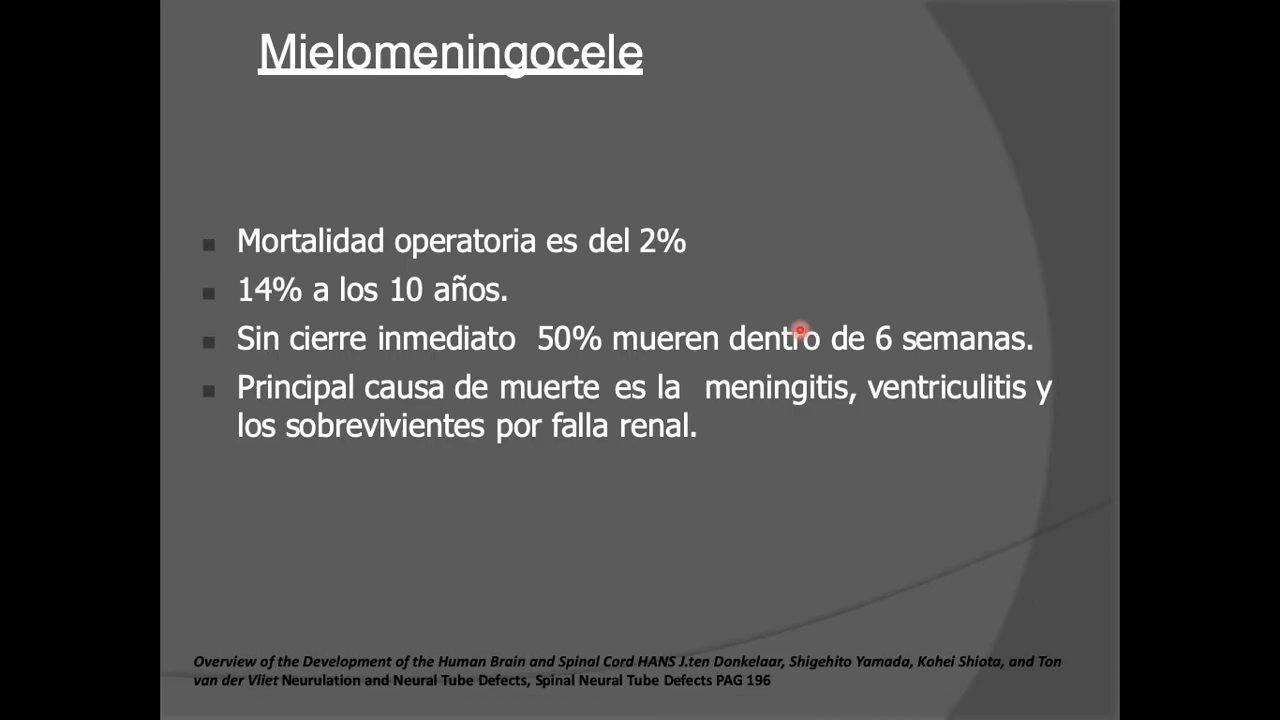 Mielomeningocele
Mortalidad operatoria es del 2%
14% a los 10 años.
Sin cierre inmediato 50% mueren dentro de 6 semanas.
Principal causa de muerte es la meningitis, ventriculitis y
los sobrevivientes por falla renal.
Overview of the Development of the Human Brain and Spinal Cord HANS J.ten Donkelaar, Shigehito Yamada, Kohei Shiota, and Ton
van der Vliet Neurulation and Neural Tube Defects, Spinal Neural Tube Defects PAG 196